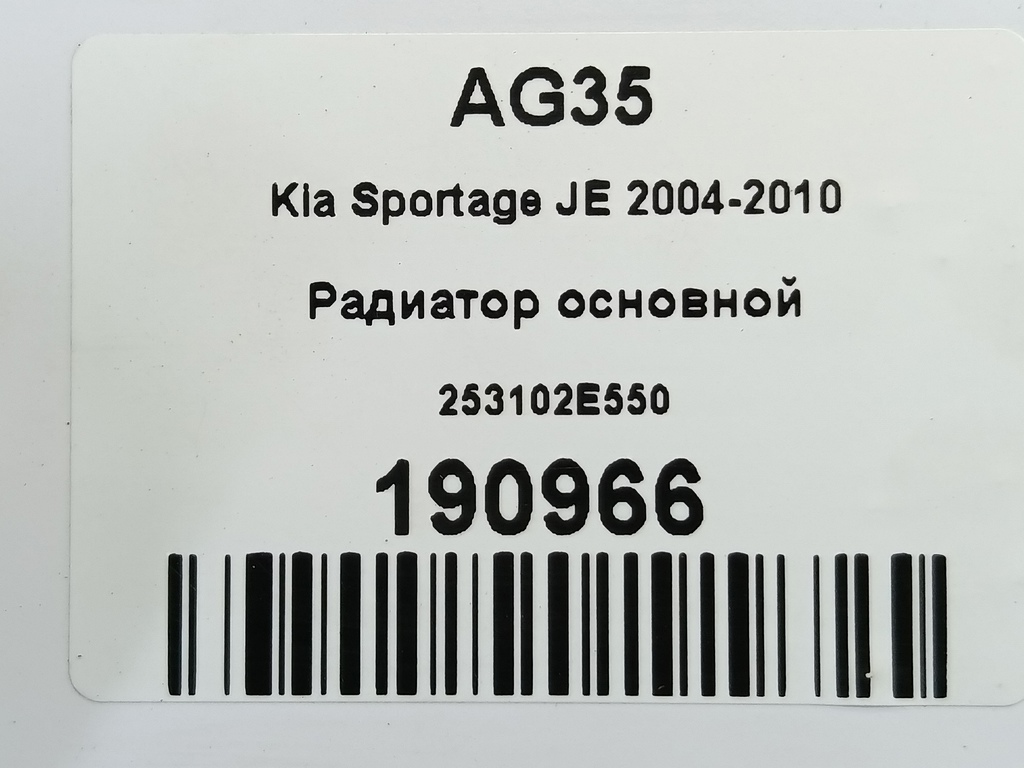 AG35
Kia Sportage JE 2004-2010
Радиатор основной
253102E550
190966